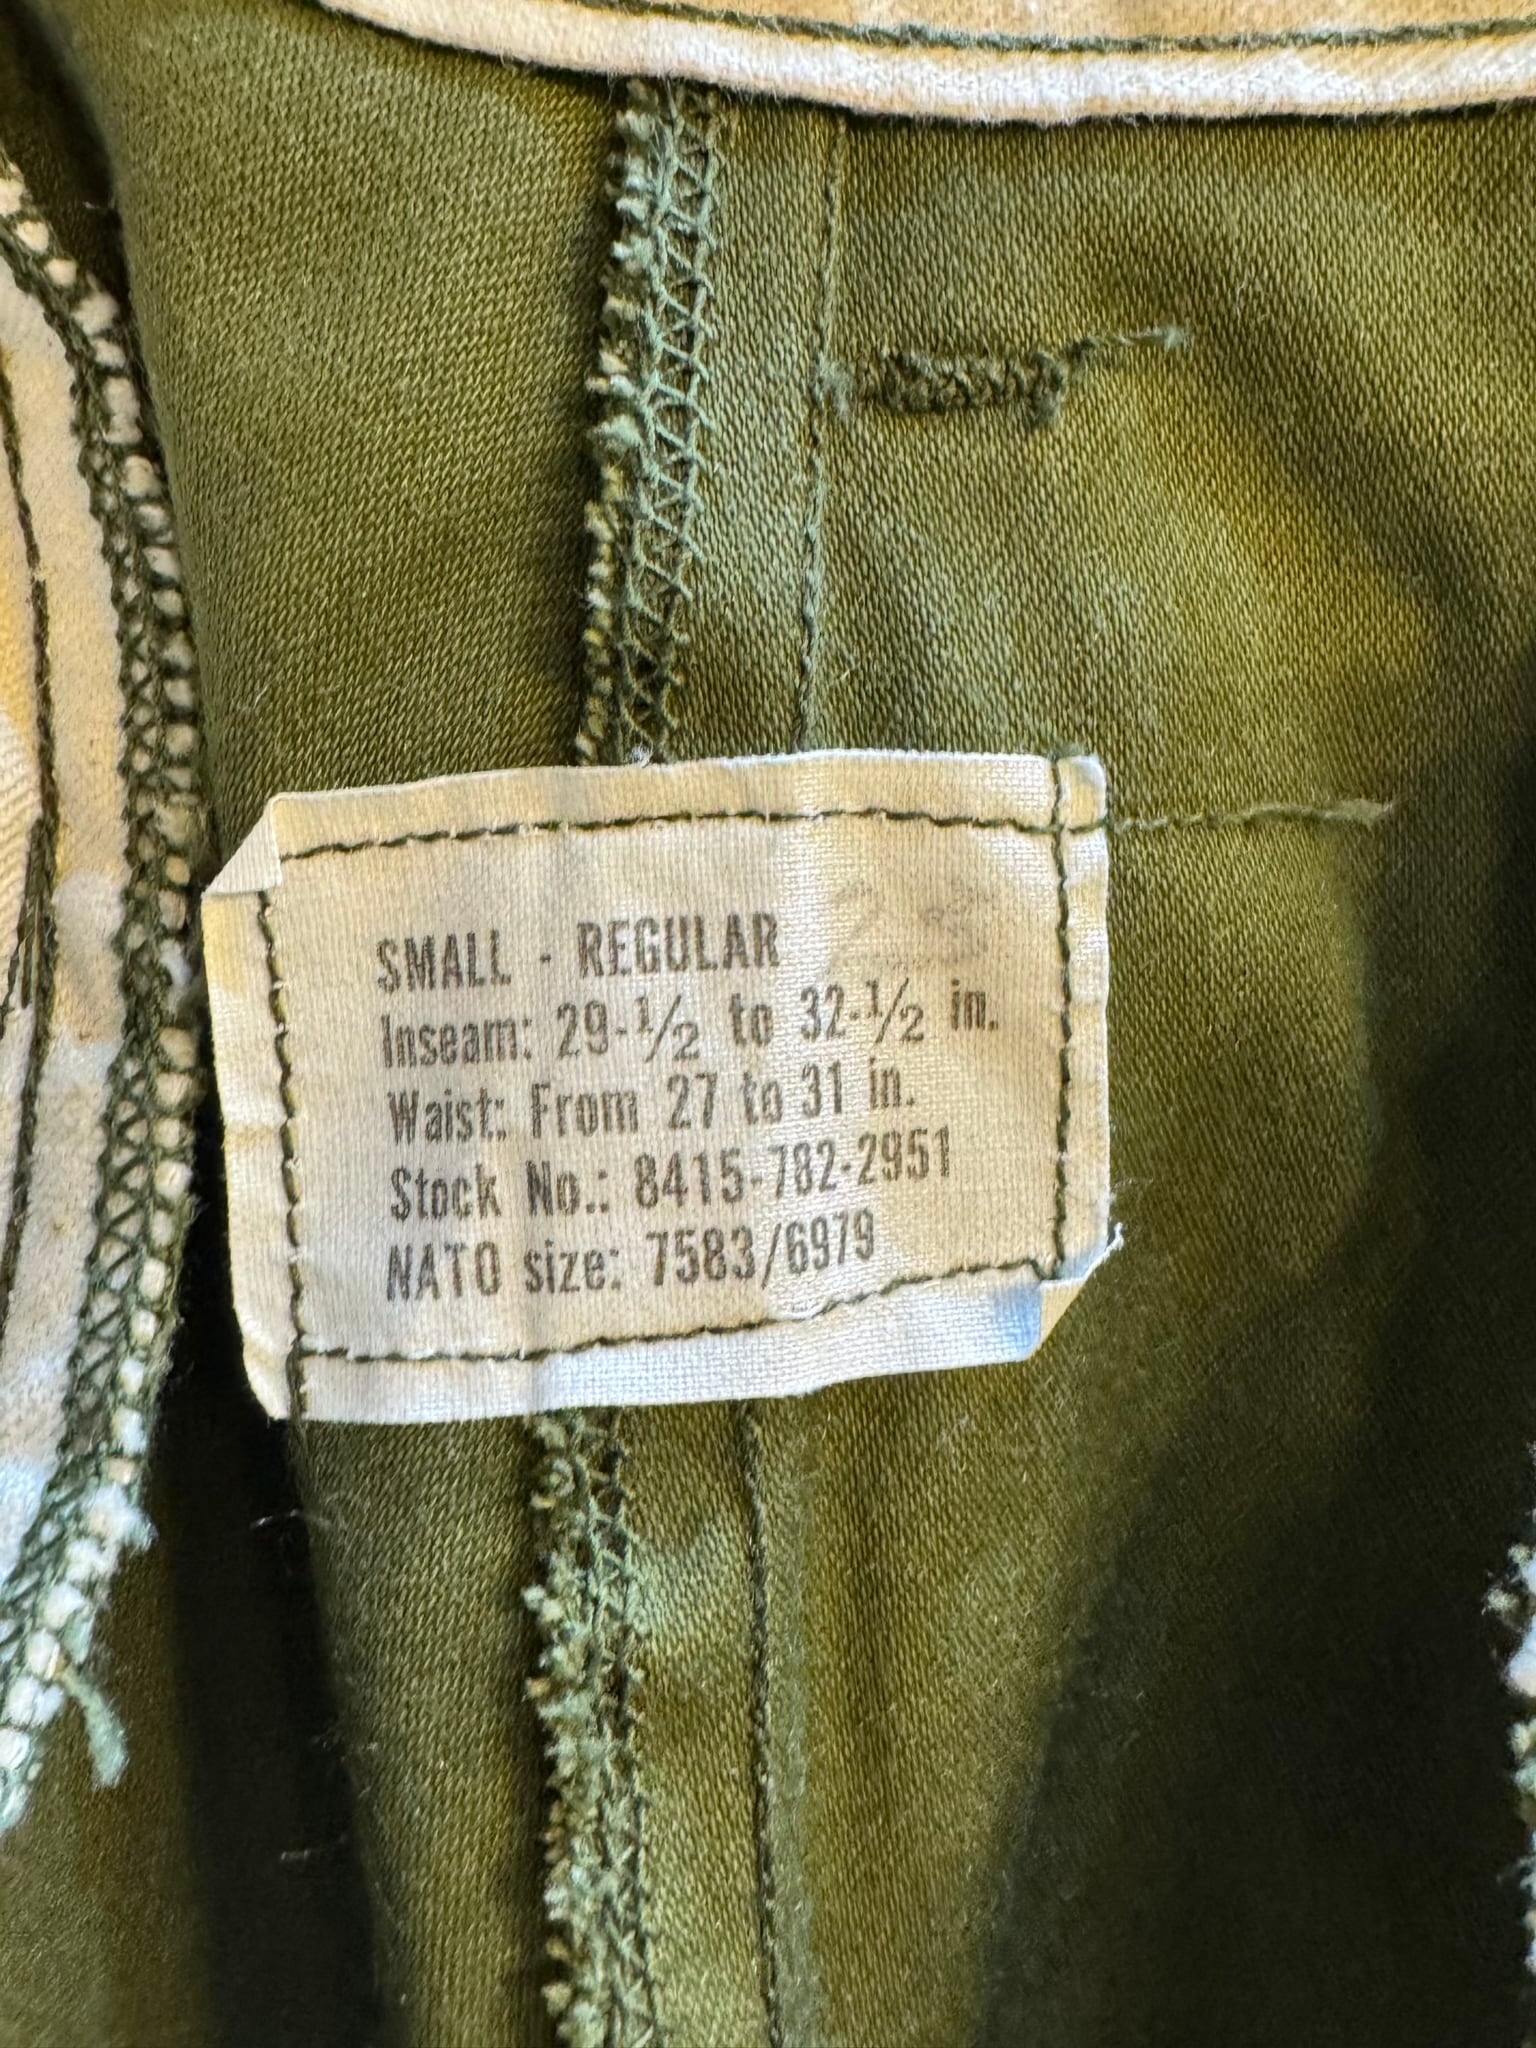 SMALL - REGULAR
Inseam: 29-1/2 to 32-1/2 in.
Waist: From 27 to 31 in.
Stock No.: 8415-782-2951
NATO size: 7583/6979